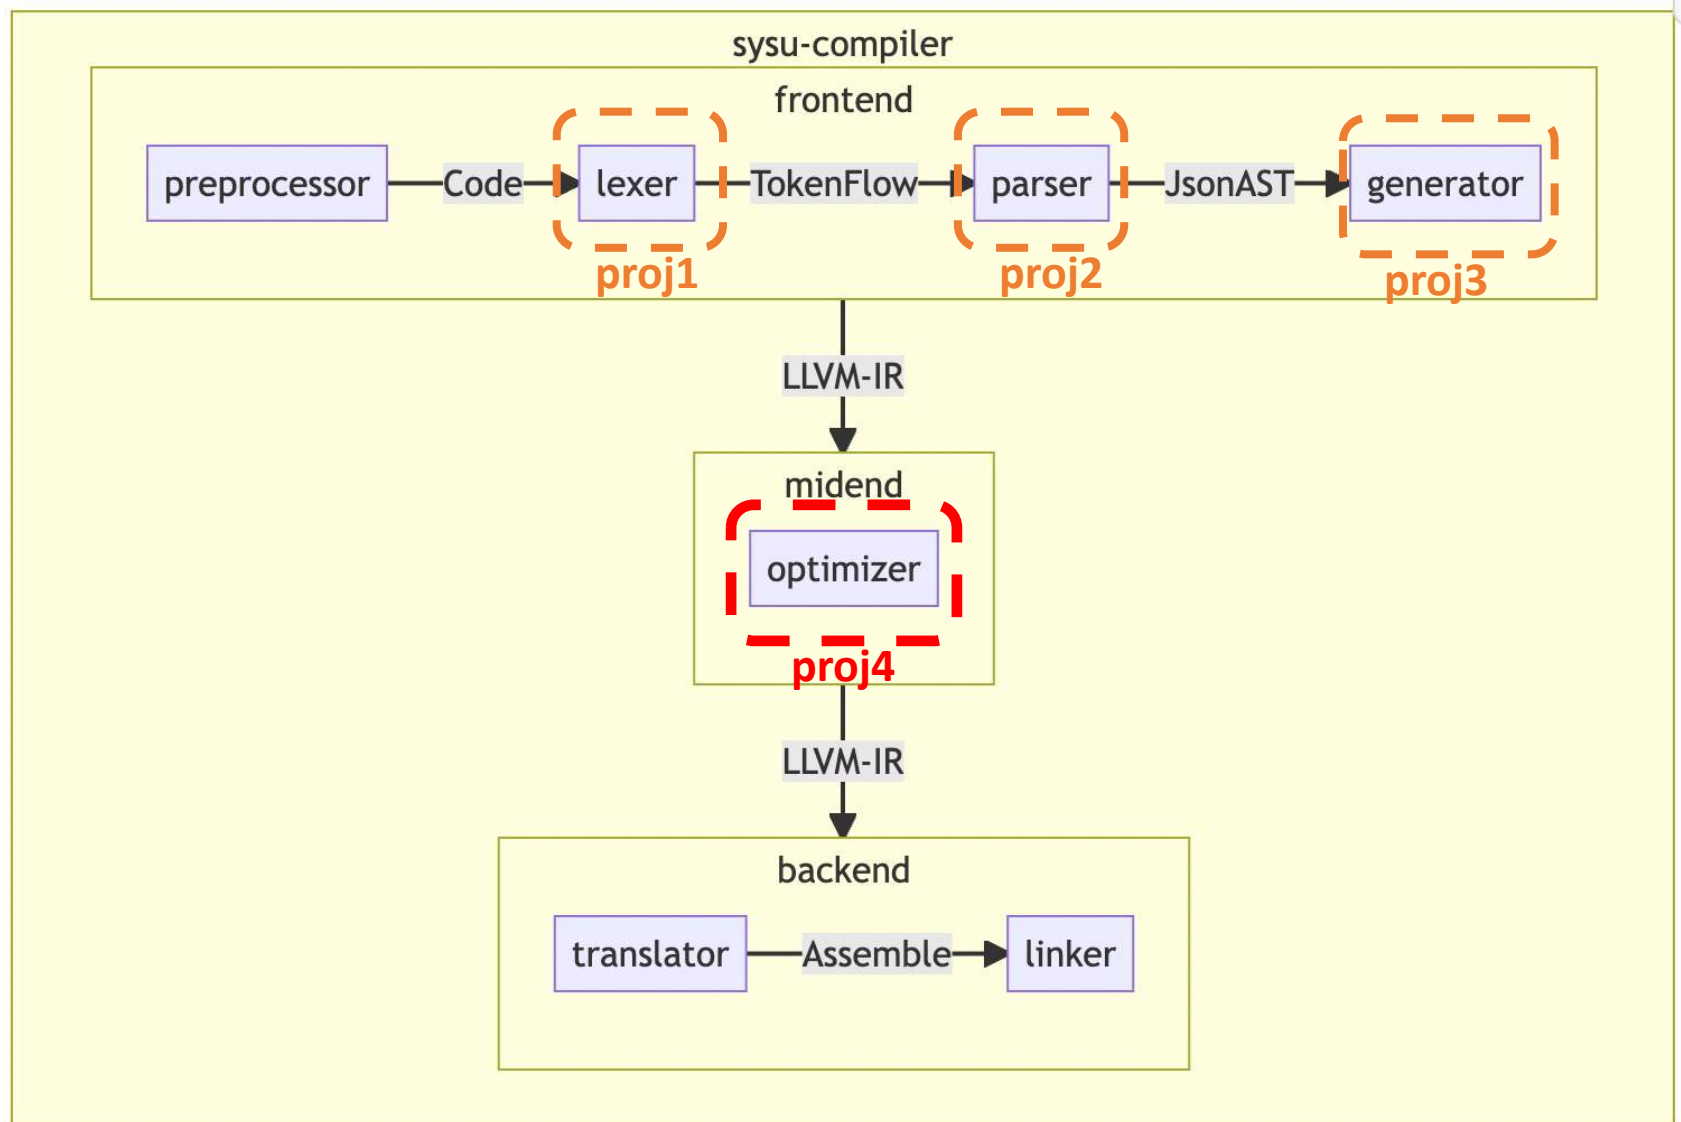 sysu-compiler
frontend
preprocessor Code lexer TokenFlow parser JsonAST generator
proj1 proj2 proj3
LLVM-IR
midend
optimizer
proj4
LLVM-IR
backend
translator Assemble linker